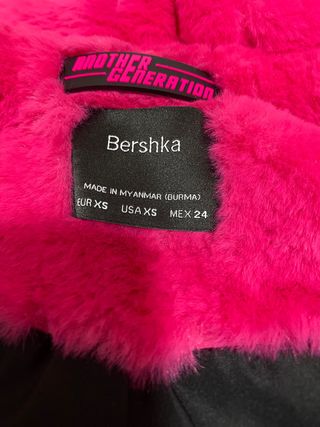 ANOTHER
GENERATION
Bershka
MADE IN MYANMAR (BURMA)
EUR XS USA XS MEX 24